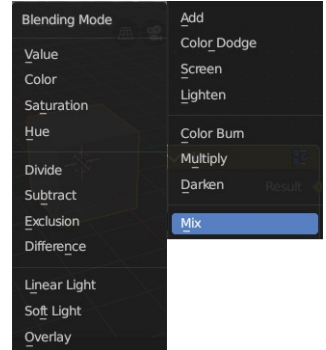 Blending Mode
Value
Color
Saturation
Hue
Divide
Subtract
Exclusion
Difference
Linear Light
Soft Light
Overlay
Add
Color Dodge
Screen
Lighten
Color Burn
Multiply
Darken
Mix
Result